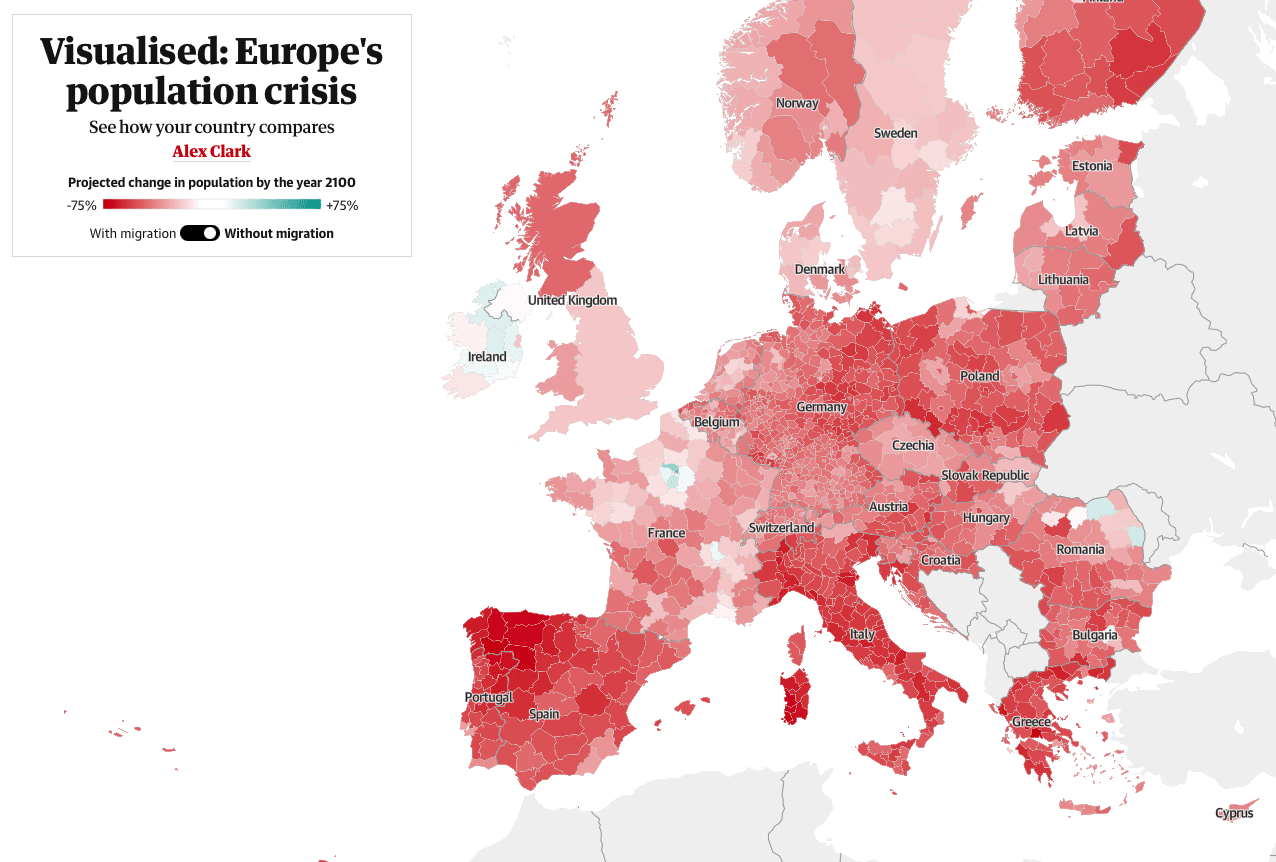 Visualised: Europe's
population crisis
See how your country compares
Alex Clark
Projected change in population by the year 2100
-75% +75%
With migration Without migration
Norway
Sweden
Estonia
Latvia
Denmark
Lithuania
United Kingdom
Ireland
Poland
Germany
Belgium
Czechia
Slovak Republic
Austria
Hungary
Switzerland
France
Romania
Croatia
Italy
Bulgaria
Portugal
Spain
Greece
Cyprus